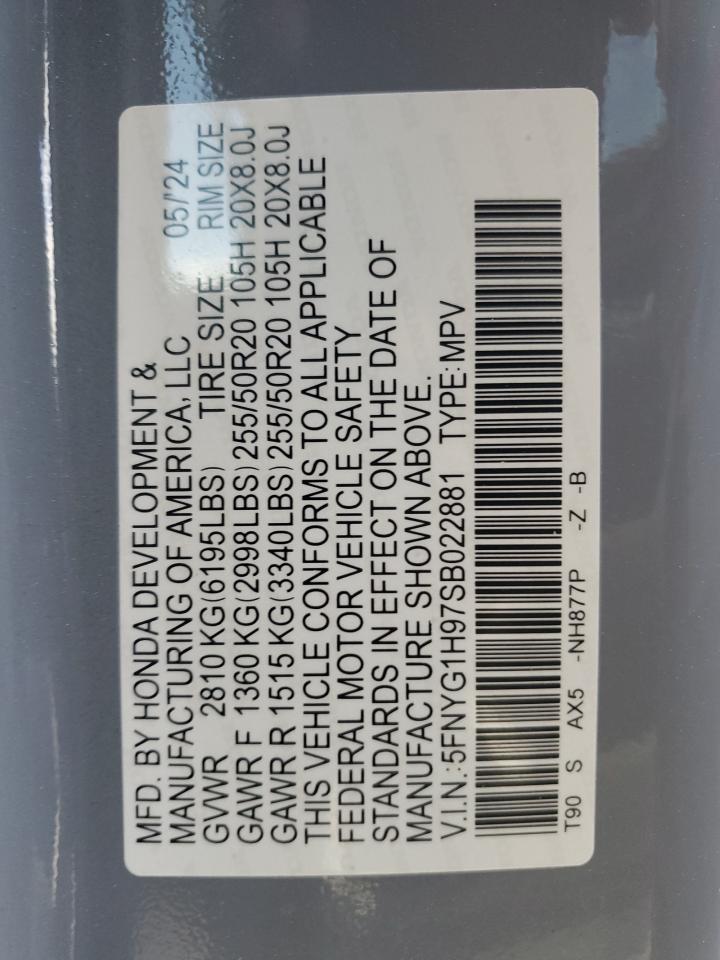 MFD. BY HONDA DEVELOPMENT &
MANUFACTURING OF AMERICA, LLC 05/'24
GVWR 2810 KG(6195LBS) TIRE SIZE RIM SIZE
GAWR F 1360 KG(2998LBS) 255/50R20 105H 20X8.0J
GAWR R 1515 KG(3340LBS) 255/50R20 105H 20X8.0J
THIS VEHICLE CONFORMS TO ALL APPLICABLE
FEDERAL MOTOR VEHICLE SAFETY
STANDARDS IN EFFECT ON THE DATE OF
MANUFACTURE SHOWN ABOVE.
V.I.N.:5FNYG1H97SB022881 TYPE:MPV
T90 S AX5 -NH877P -Z -B